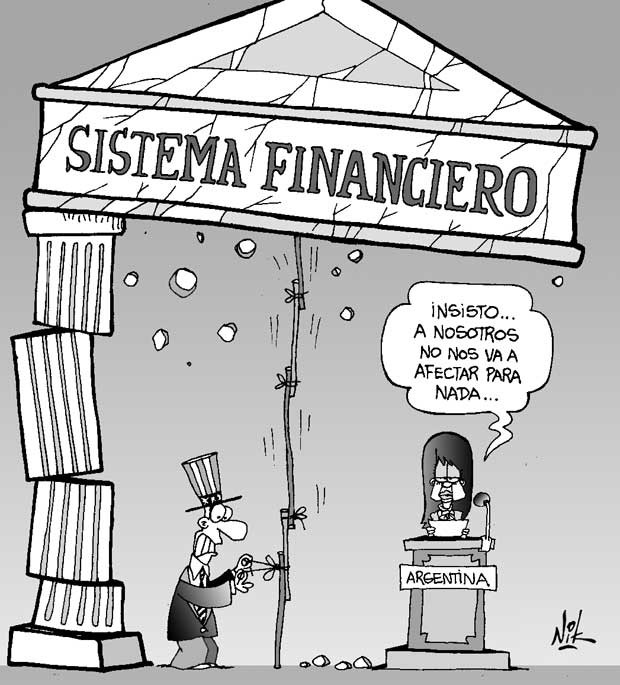 SISTEMA FINANCIERO
INSISTO...
A NOSOTROS
NO NOS VA A
AFECTAR PARA
NADA...
ARGENTINA
Nik